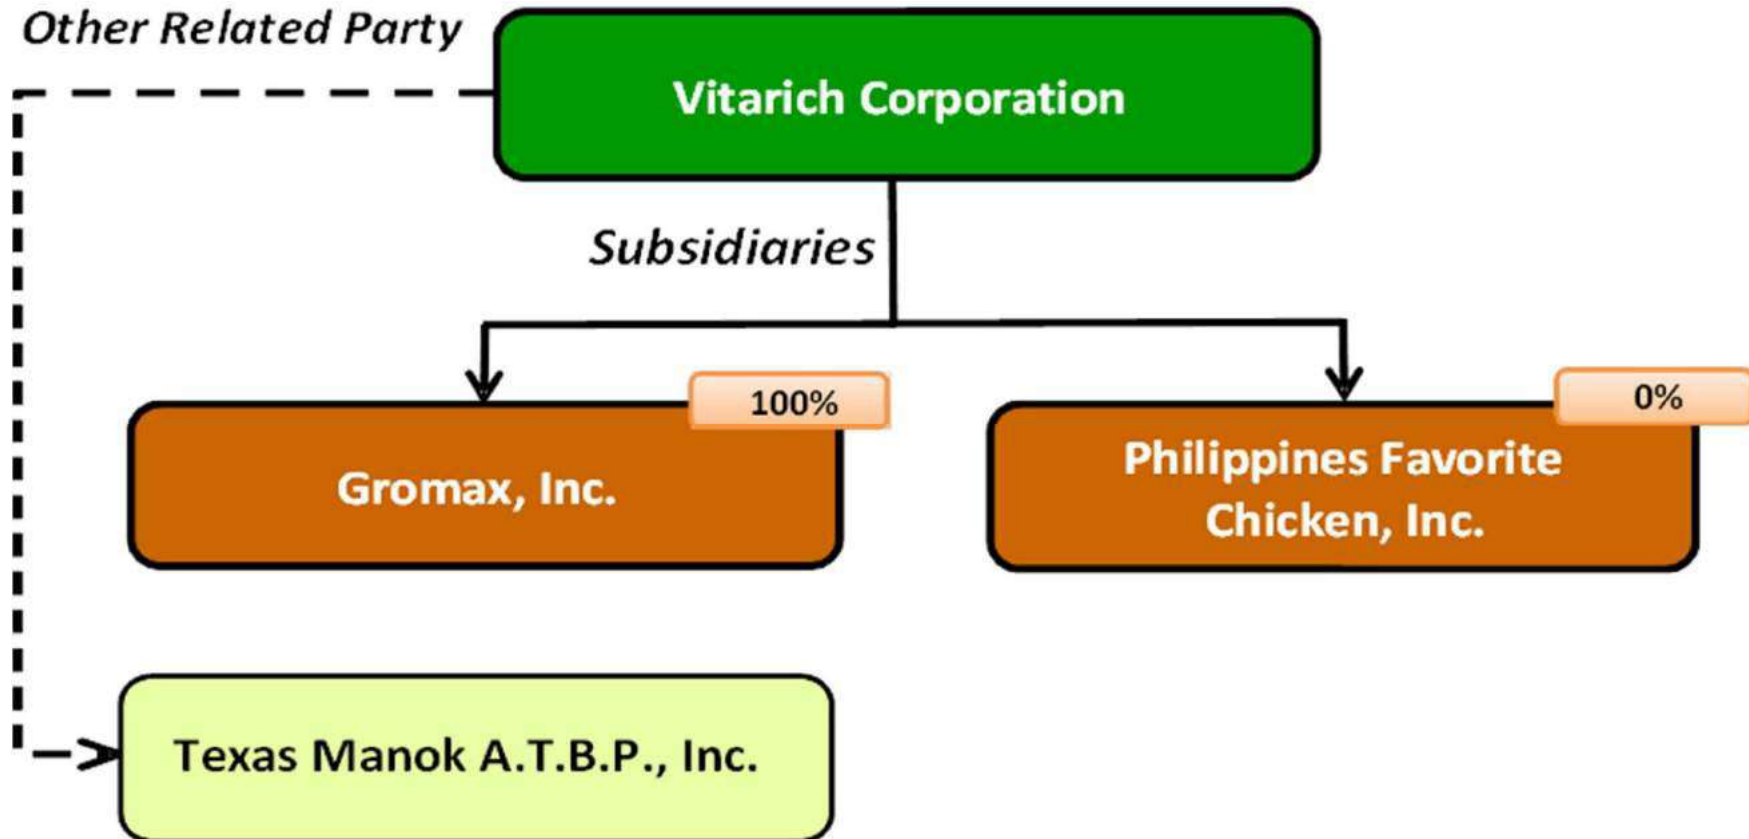 Other Related Party
Vitarich Corporation
Subsidiaries
100%
Gromax, Inc.
0%
Philippines Favorite
Chicken, Inc.
Texas Manok A.T.B.P., Inc.